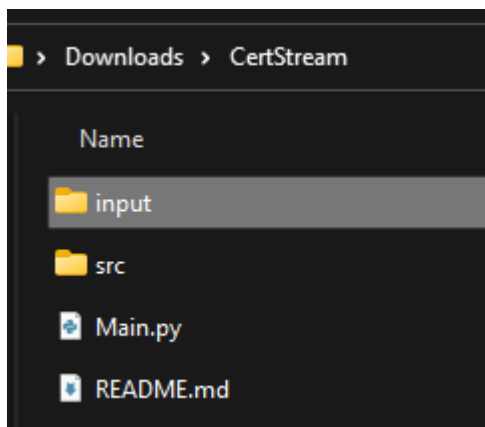 > Downloads > CertStream
Name
input
src
Main.py
README.md